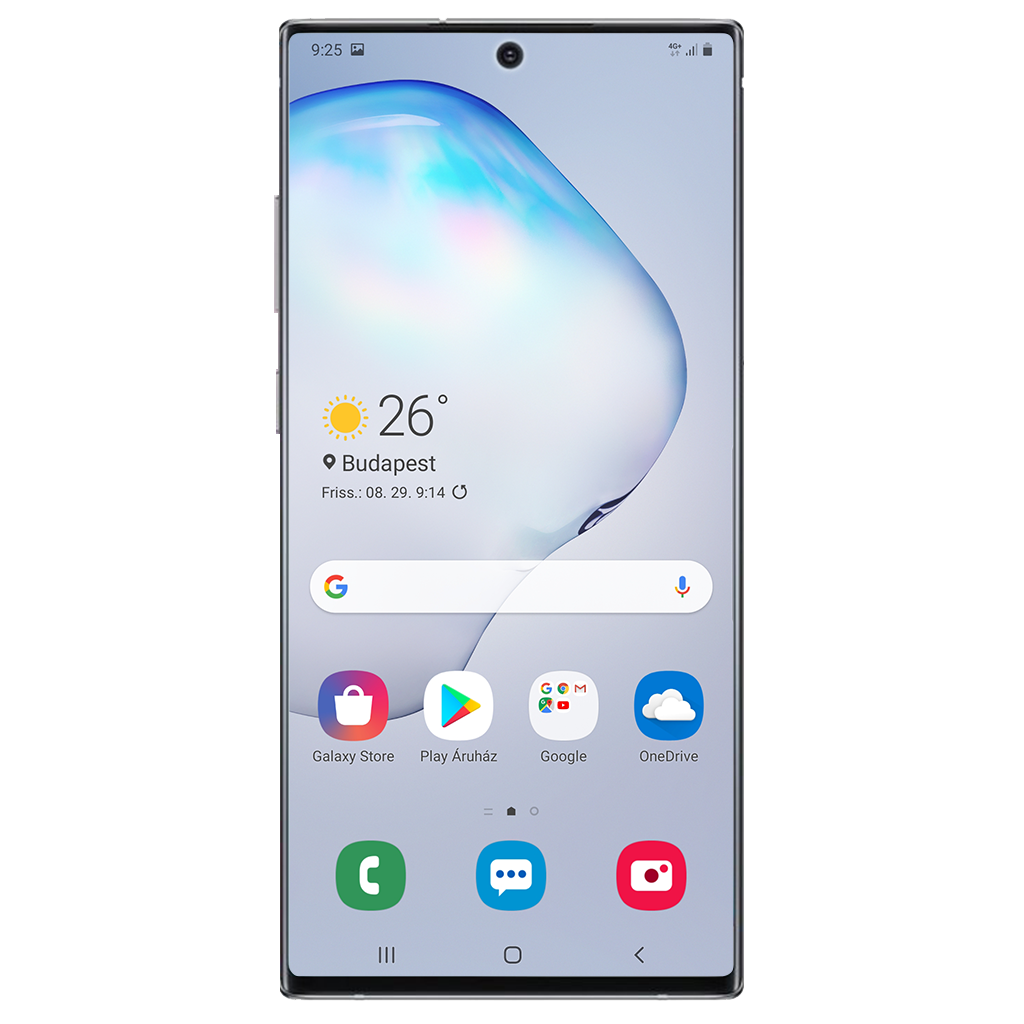 9:25
4G+
26°
Budapest
Friss.: 08. 29. 9:14
Galaxy Store
Play Áruház
Google
OneDrive